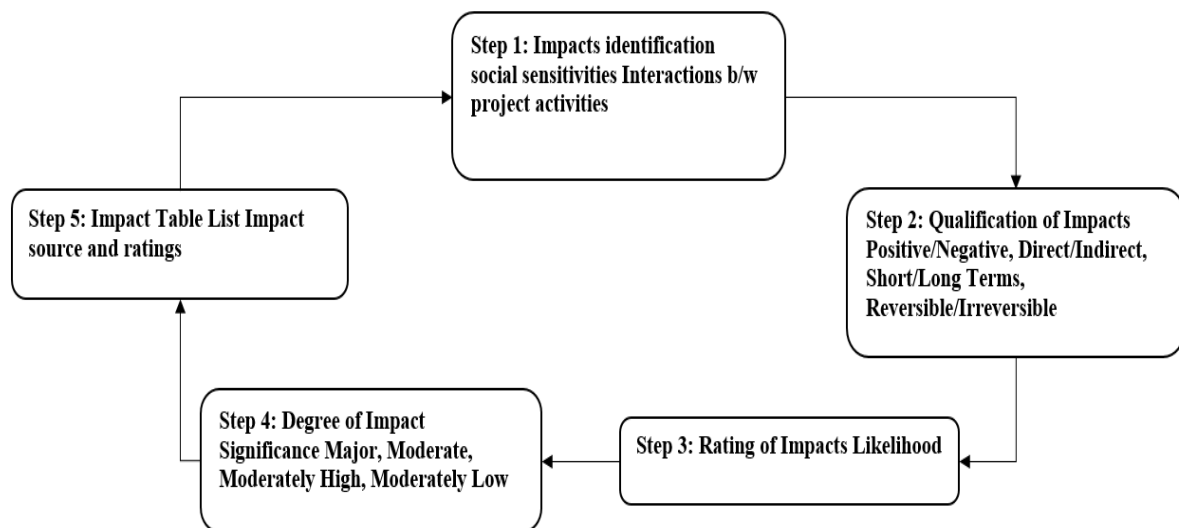 Step 1: Impacts identification
social sensitivities Interactions b/w
project activities
Step 2: Qualification of Impacts
Positive/Negative, Direct/Indirect,
Short/Long Terms,
Reversible/Irreversible
Step 3: Rating of Impacts Likelihood
Step 4: Degree of Impact
Significance Major, Moderate,
Moderately High, Moderately Low
Step 5: Impact Table List Impact
source and ratings